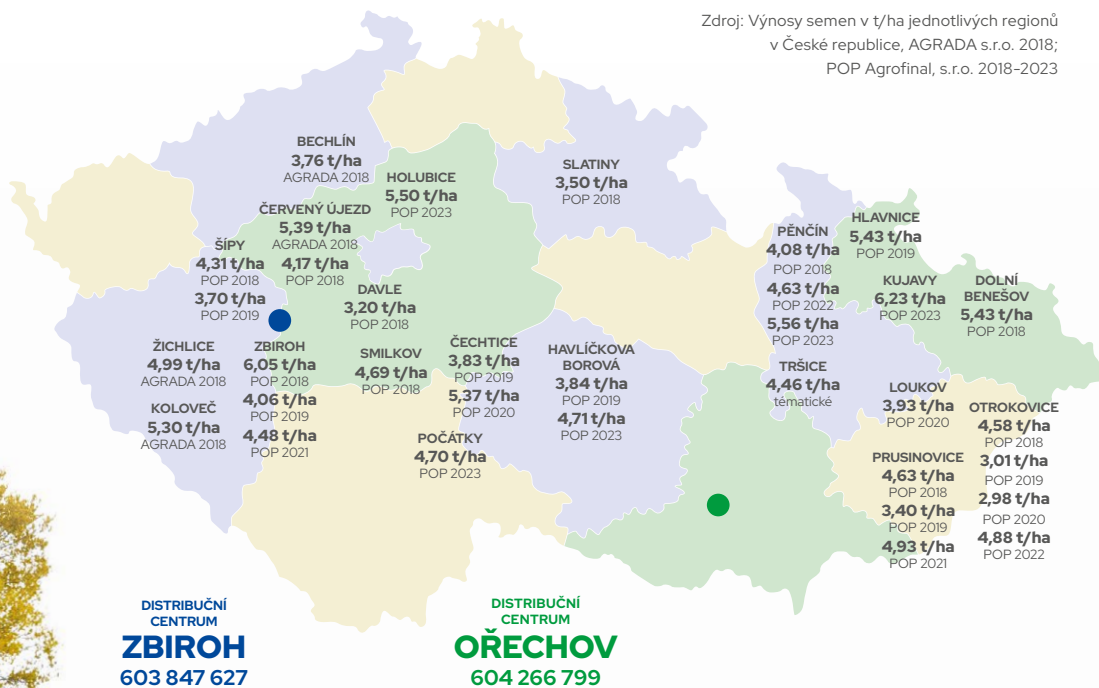 Zdroj: Výnosy semen v t/ha jednotlivých regionů
v České republice, AGRADA s.r.o. 2018;
POP Agrofinal, s.r.o. 2018-2023
BECHLÍN
3,76 t/ha
AGRADA 2018
HOLUBICE
5,50 t/ha
POP 2023
SLATINY
3,50 t/ha
POP 2018
ČERVENÝ ÚJEZD
5,39 t/ha
AGRADA 2018
4,17 t/ha
POP 2018
ŠÍPY
4,31 t/ha
POP 2018
3,70 t/ha
POP 2019
DAVLE
3,20 t/ha
POP 2018
PĚNČÍN
4,08 t/ha
POP 2018
4,63 t/ha
POP 2022
5,56 t/ha
POP 2023
HLAVNICE
5,43 t/ha
POP 2019
KUJAVY
6,23 t/ha
POP 2023
DOLNÍ
BENEŠOV
5,43 t/ha
POP 2018
ŽICHLICE
4,99 t/ha
AGRADA 2018
KOLOVEČ
5,30 t/ha
AGRADA 2018
ZBIROH
6,05 t/ha
POP 2018
4,06 t/ha
POP 2019
4,48 t/ha
POP 2021
SMILKOV
4,69 t/ha
POP 2018
ČECHTICE
3,83 t/ha
POP 2019
5,37 t/ha
POP 2020
POČÁTKY
4,70 t/ha
POP 2023
HAVLÍČKOVA
BOROVÁ
3,84 t/ha
POP 2019
4,71 t/ha
POP 2023
TRŠICE
4,46 t/ha
tématické
LOUKOV
3,93 t/ha
POP 2020
PRUSINOVICE
4,63 t/ha
POP 2018
3,40 t/ha
POP 2019
4,93 t/ha
POP 2021
OTROKOVICE
4,58 t/ha
POP 2018
3,01 t/ha
POP 2019
2,98 t/ha
POP 2020
4,88 t/ha
POP 2022
DISTRIBUČNÍ
CENTRUM
ZBIROH
603 847 627
DISTRIBUČNÍ
CENTRUM
OŘECHOV
604 266 799